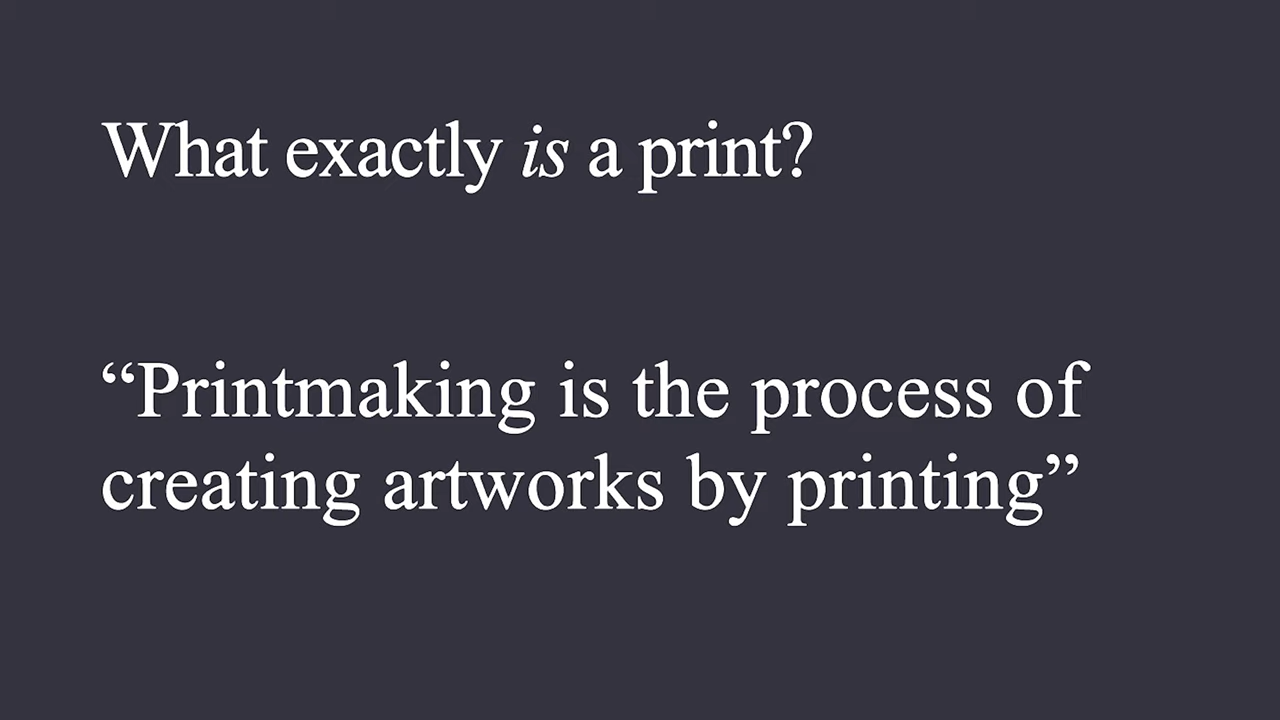 What exactly is a print?
“Printmaking is the process of
creating artworks by printing”